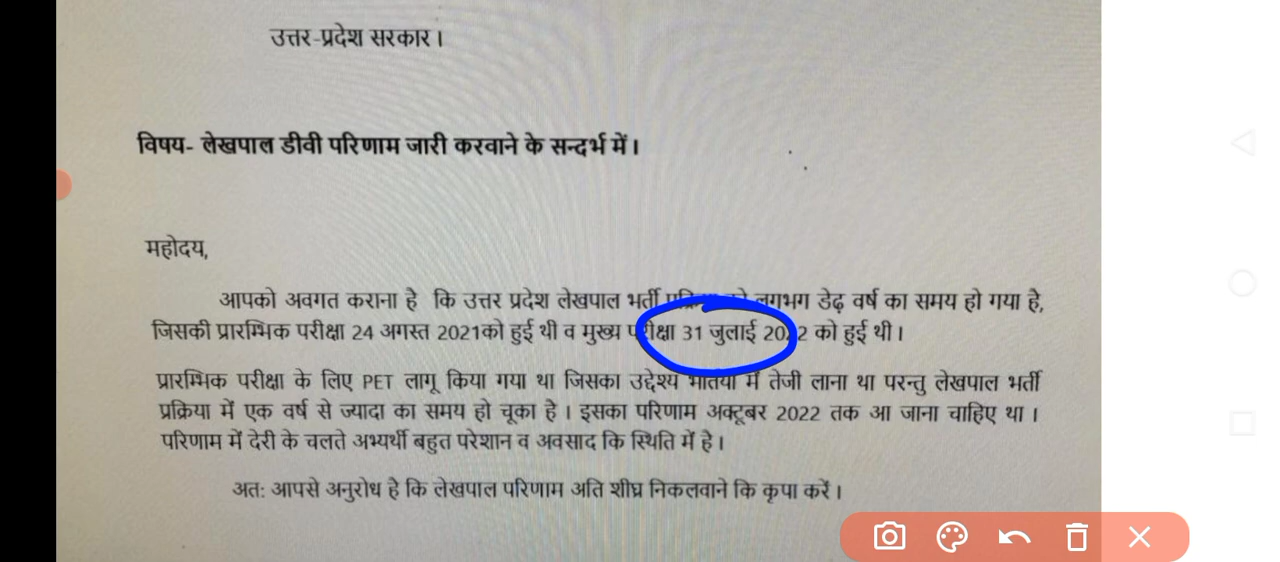 उत्तर-प्रदेश सरकार ।
विषय- लेखपाल डीवी परिणाम जारी करवाने के सन्दर्भ में ।
महोदय,
आपको अवगत कराना है कि उत्तर प्रदेश लेखपाल भर्ती लगभग डेढ़ वर्ष का समय हो गया है,
जिसकी प्रारम्भिक परीक्षा 24 अगस्त 2021को हुई थी व मुख्य परीक्षा 31 जुलाई 2022 को हुई थी ।
प्रारम्भिक परीक्षा के लिए PET लागू किया गया था जिसका उद्देश्य में तेजी लाना था परन्तु लेखपाल भर्ती
प्रक्रिया में एक वर्ष से ज्यादा का समय हो चूका है । इसका परिणाम अक्टूबर 2022 तक आ जाना चाहिए था ।
परिणाम में देरी के चलते अभ्यर्थी बहुत परेशान व अवसाद कि स्थिति में है ।
अत: आपसे अनुरोध है कि लेखपाल परिणाम अति शीघ्र निकलवाने कि कृपा करें ।